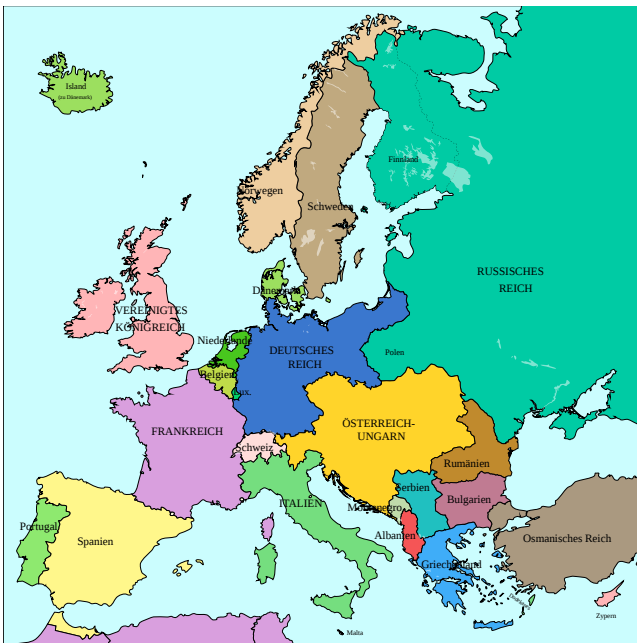 Island
(zu Dänemark)
Finnland
Norwegen
Schweden
RUSSISCHES
REICH
Dänemark
VEREINIGTES
KÖNIGREICH
Niederlande
DEUTSCHES
REICH
Polen
Belgien
Lux.
FRANKREICH
ÖSTERREICH-
UNGARN
Schweiz
Rumänien
Serbien
Bulgarien
ITALIEN
Montenegro
Portugal
Spanien
Albanien
Osmanisches Reich
Griechenland
Zypern
Malta